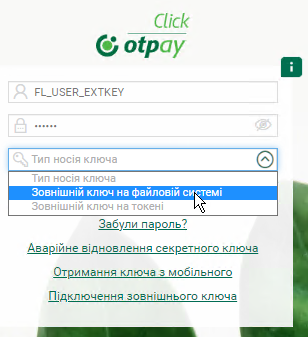 Click
otpay
i
FL_USER_EXTKEY
••••••
Тип носія ключа
Тип носія ключа
Зовнішній ключ на файловій системі
Зовнішній ключ на токені
Забули пароль?
Аварійне відновлення секретного ключа
Отримання ключа з мобільного
Підключення зовнішнього ключа